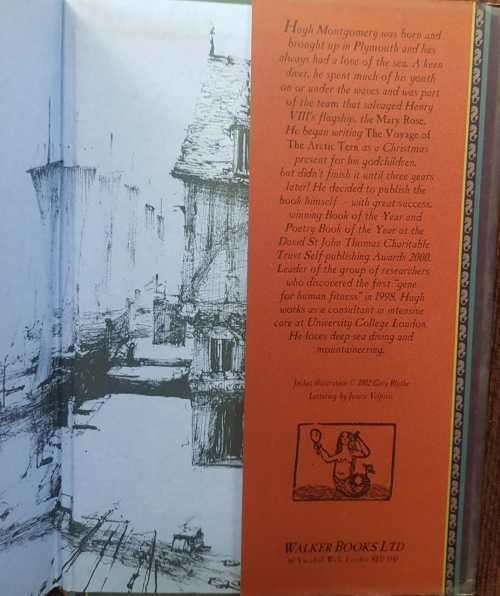 Hugh Montgomery was born and
brought up in Plymouth and has
always had a love of the sea. A keen
diver, he spent much of his youth
on or under the waves and was part
of the team that salvaged Henry
VIII's flagship, the Mary Rose.
He began writing The Voyage of
The Arctic Tern as a Christmas
present for his godchildren,
but didn't finish it until three years
later! He decided to publish the
book himself – with great success,
winning Book of the Year and
Poetry Book of the Year at the
David St John Thomas Charitable
Trust Self-publishing Awards 2000.
Leader of the group of researchers
who discovered the first "gene
for human fitness" in 1998, Hugh
works as a consultant in intensive
care at University College London.
He loves deep-sea diving and
mountaineering.
Jacket illustration © 2002 Gary Blythe
Lettering by
WALKER BOOKS LTD
London SE11